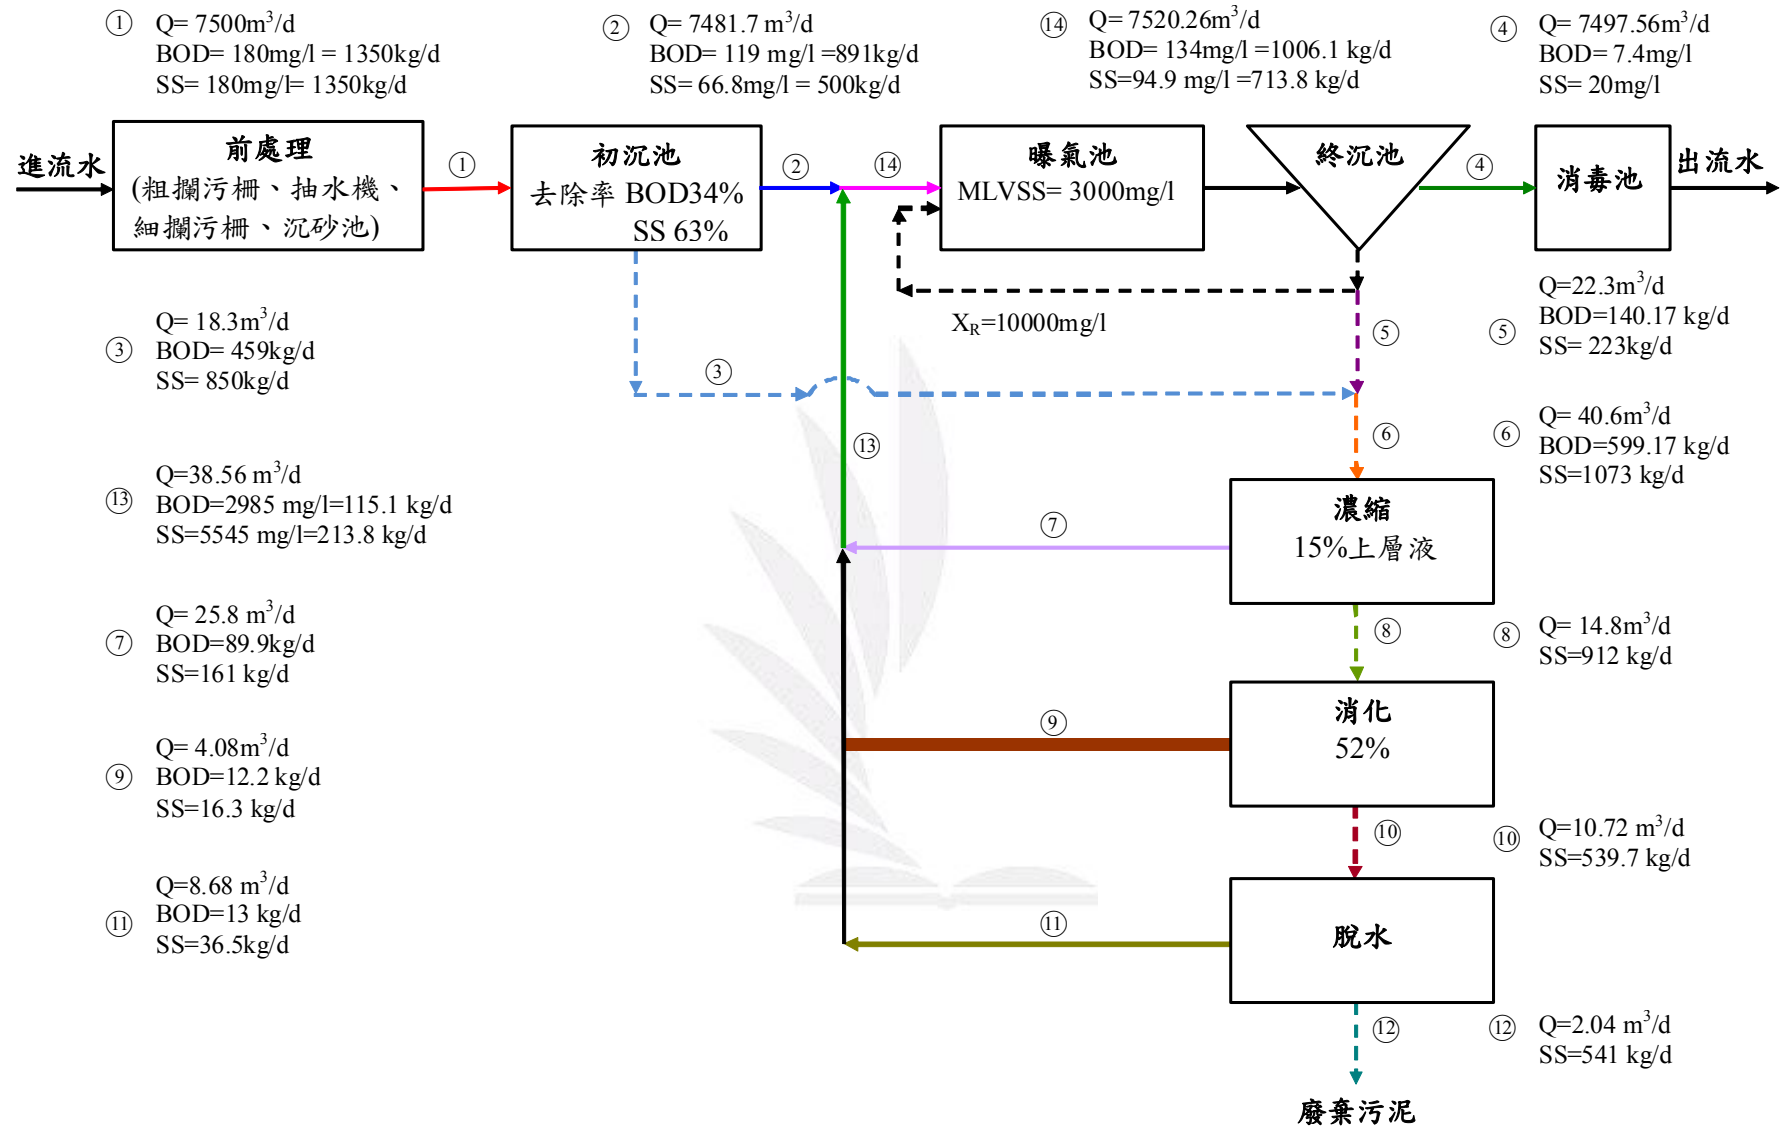 ① Q= 7500m³/d
BOD= 180mg/l = 1350kg/d
SS= 180mg/l= 1350kg/d
② Q= 7481.7 m³/d
BOD= 119 mg/l =891kg/d
SS= 66.8mg/l = 500kg/d
⑭ Q= 7520.26m³/d
BOD= 134mg/l =1006.1 kg/d
SS=94.9 mg/l =713.8 kg/d
④ Q= 7497.56m³/d
BOD= 7.4mg/l
SS= 20mg/l
進流水
前處理
(粗攔污柵、抽水機、
細攔污柵、沉砂池)
①
初沉池
去除率 BOD34%
SS 63%
②
⑭
曝氣池
MLVSS= 3000mg/l
終沉池
④
消毒池
出流水
X_R=10000mg/l
③ Q= 18.3m³/d
BOD= 459kg/d
SS= 850kg/d
③
⑤
⑤ Q=22.3m³/d
BOD=140.17 kg/d
SS= 223kg/d
⑥
⑥ Q= 40.6m³/d
BOD=599.17 kg/d
SS=1073 kg/d
⑬ Q=38.56 m³/d
BOD=2985 mg/l=115.1 kg/d
SS=5545 mg/l=213.8 kg/d
⑬
⑦
濃縮
15%上層液
⑦ Q= 25.8 m³/d
BOD=89.9kg/d
SS=161 kg/d
⑧
⑧ Q= 14.8m³/d
SS=912 kg/d
⑨ Q= 4.08m³/d
BOD=12.2 kg/d
SS=16.3 kg/d
⑨
消化
52%
⑩
⑩ Q=10.72 m³/d
SS=539.7 kg/d
⑪ Q=8.68 m³/d
BOD=13 kg/d
SS=36.5kg/d
⑪
脫水
⑫
⑫ Q=2.04 m³/d
SS=541 kg/d
廢棄污泥